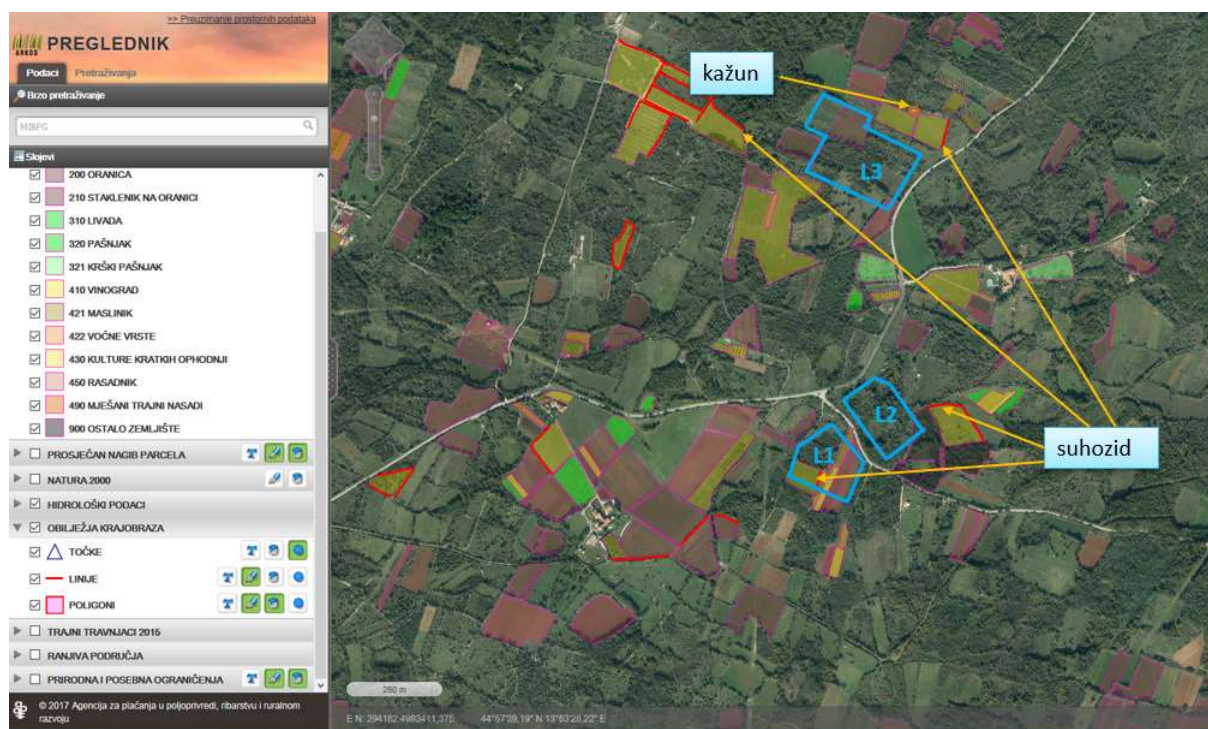 >> Preuzimanje prostornih podataka
ARKOD PREGLEDNIK
Podaci Pretraživanja
Brzo pretraživanje
MIBPG
Slojevi
200 ORANICA
210 STAKLENIK NA ORANICI
310 LIVADA
320 PAŠNJAK
321 KRŠKI PAŠNJAK
410 VINOGRAD
421 MASLINIK
422 VOĆNE VRSTE
430 KULTURE KRATKIH OPHODNJI
450 RASADNIK
490 MJEŠANI TRAJNI NASADI
900 OSTALO ZEMLJIŠTE
PROSJEČAN NAGIB PARCELA
NATURA 2000
HIDROLOŠKI PODACI
OBILJEŽJA KRAJOBRAZA
TOČKE
LINIJE
POLIGONI
TRAJNI TRAVNJACI 2015
RANJIVA PODRUČJA
PRIRODNA I POSEBNA OGRANIČENJA
© 2017 Agencija za plaćanja u poljoprivredi, ribarstvu i ruralnom
razvoju
kažun
L3
L2
L1
suhozid
250 m
E N: 294182,4983411,375 44°57'39,19" N 13°53'28,22" E